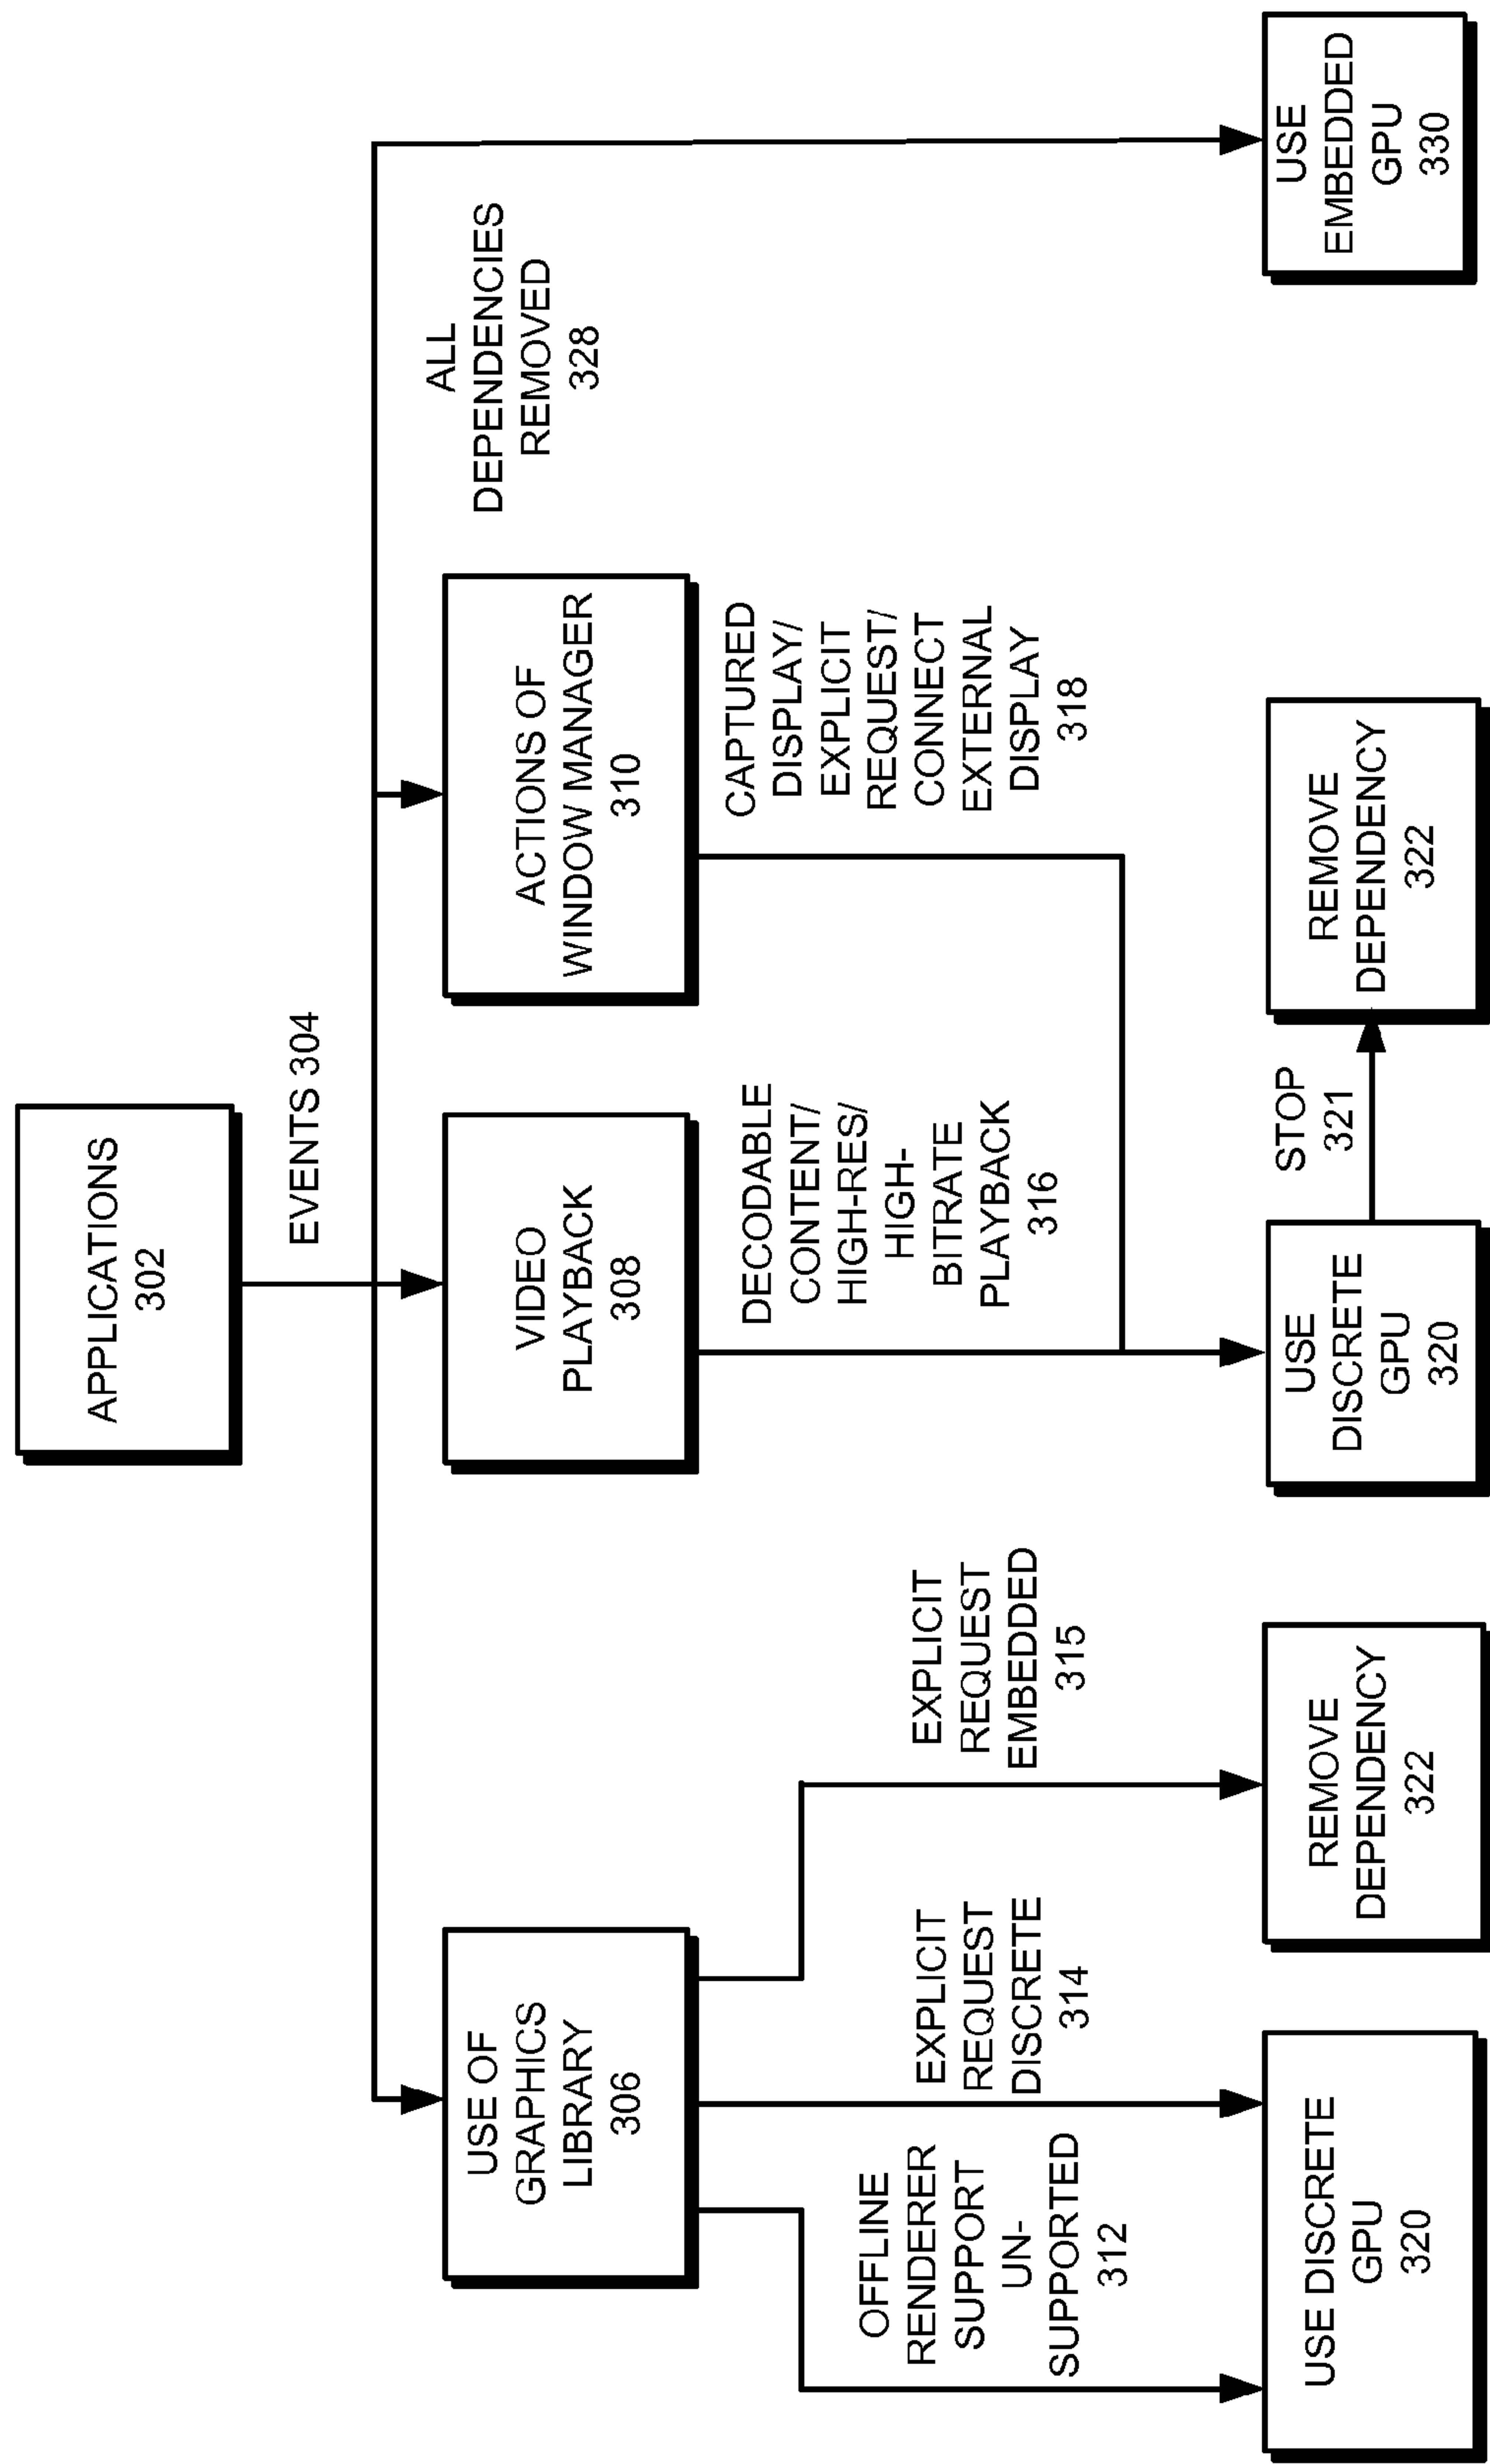 APPLICATIONS
302
EVENTS 304
USE OF
GRAPHICS
LIBRARY
306
VIDEO
PLAYBACK
308
ACTIONS OF
WINDOW MANAGER
310
ALL
DEPENDENCIES
REMOVED
328
OFFLINE
RENDERER
SUPPORT
UN-
SUPPORTED
312
EXPLICIT
REQUEST
DISCRETE
314
EXPLICIT
REQUEST
EMBEDDED
315
DECODABLE
CONTENT/
HIGH-RES/
HIGH-
BITRATE
PLAYBACK
316
CAPTURED
DISPLAY/
EXPLICIT
REQUEST/
CONNECT
EXTERNAL
DISPLAY
318
USE DISCRETE
GPU
320
REMOVE
DEPENDENCY
322
USE
DISCRETE
GPU
320
STOP
321
REMOVE
DEPENDENCY
322
USE
EMBEDDED
GPU
330